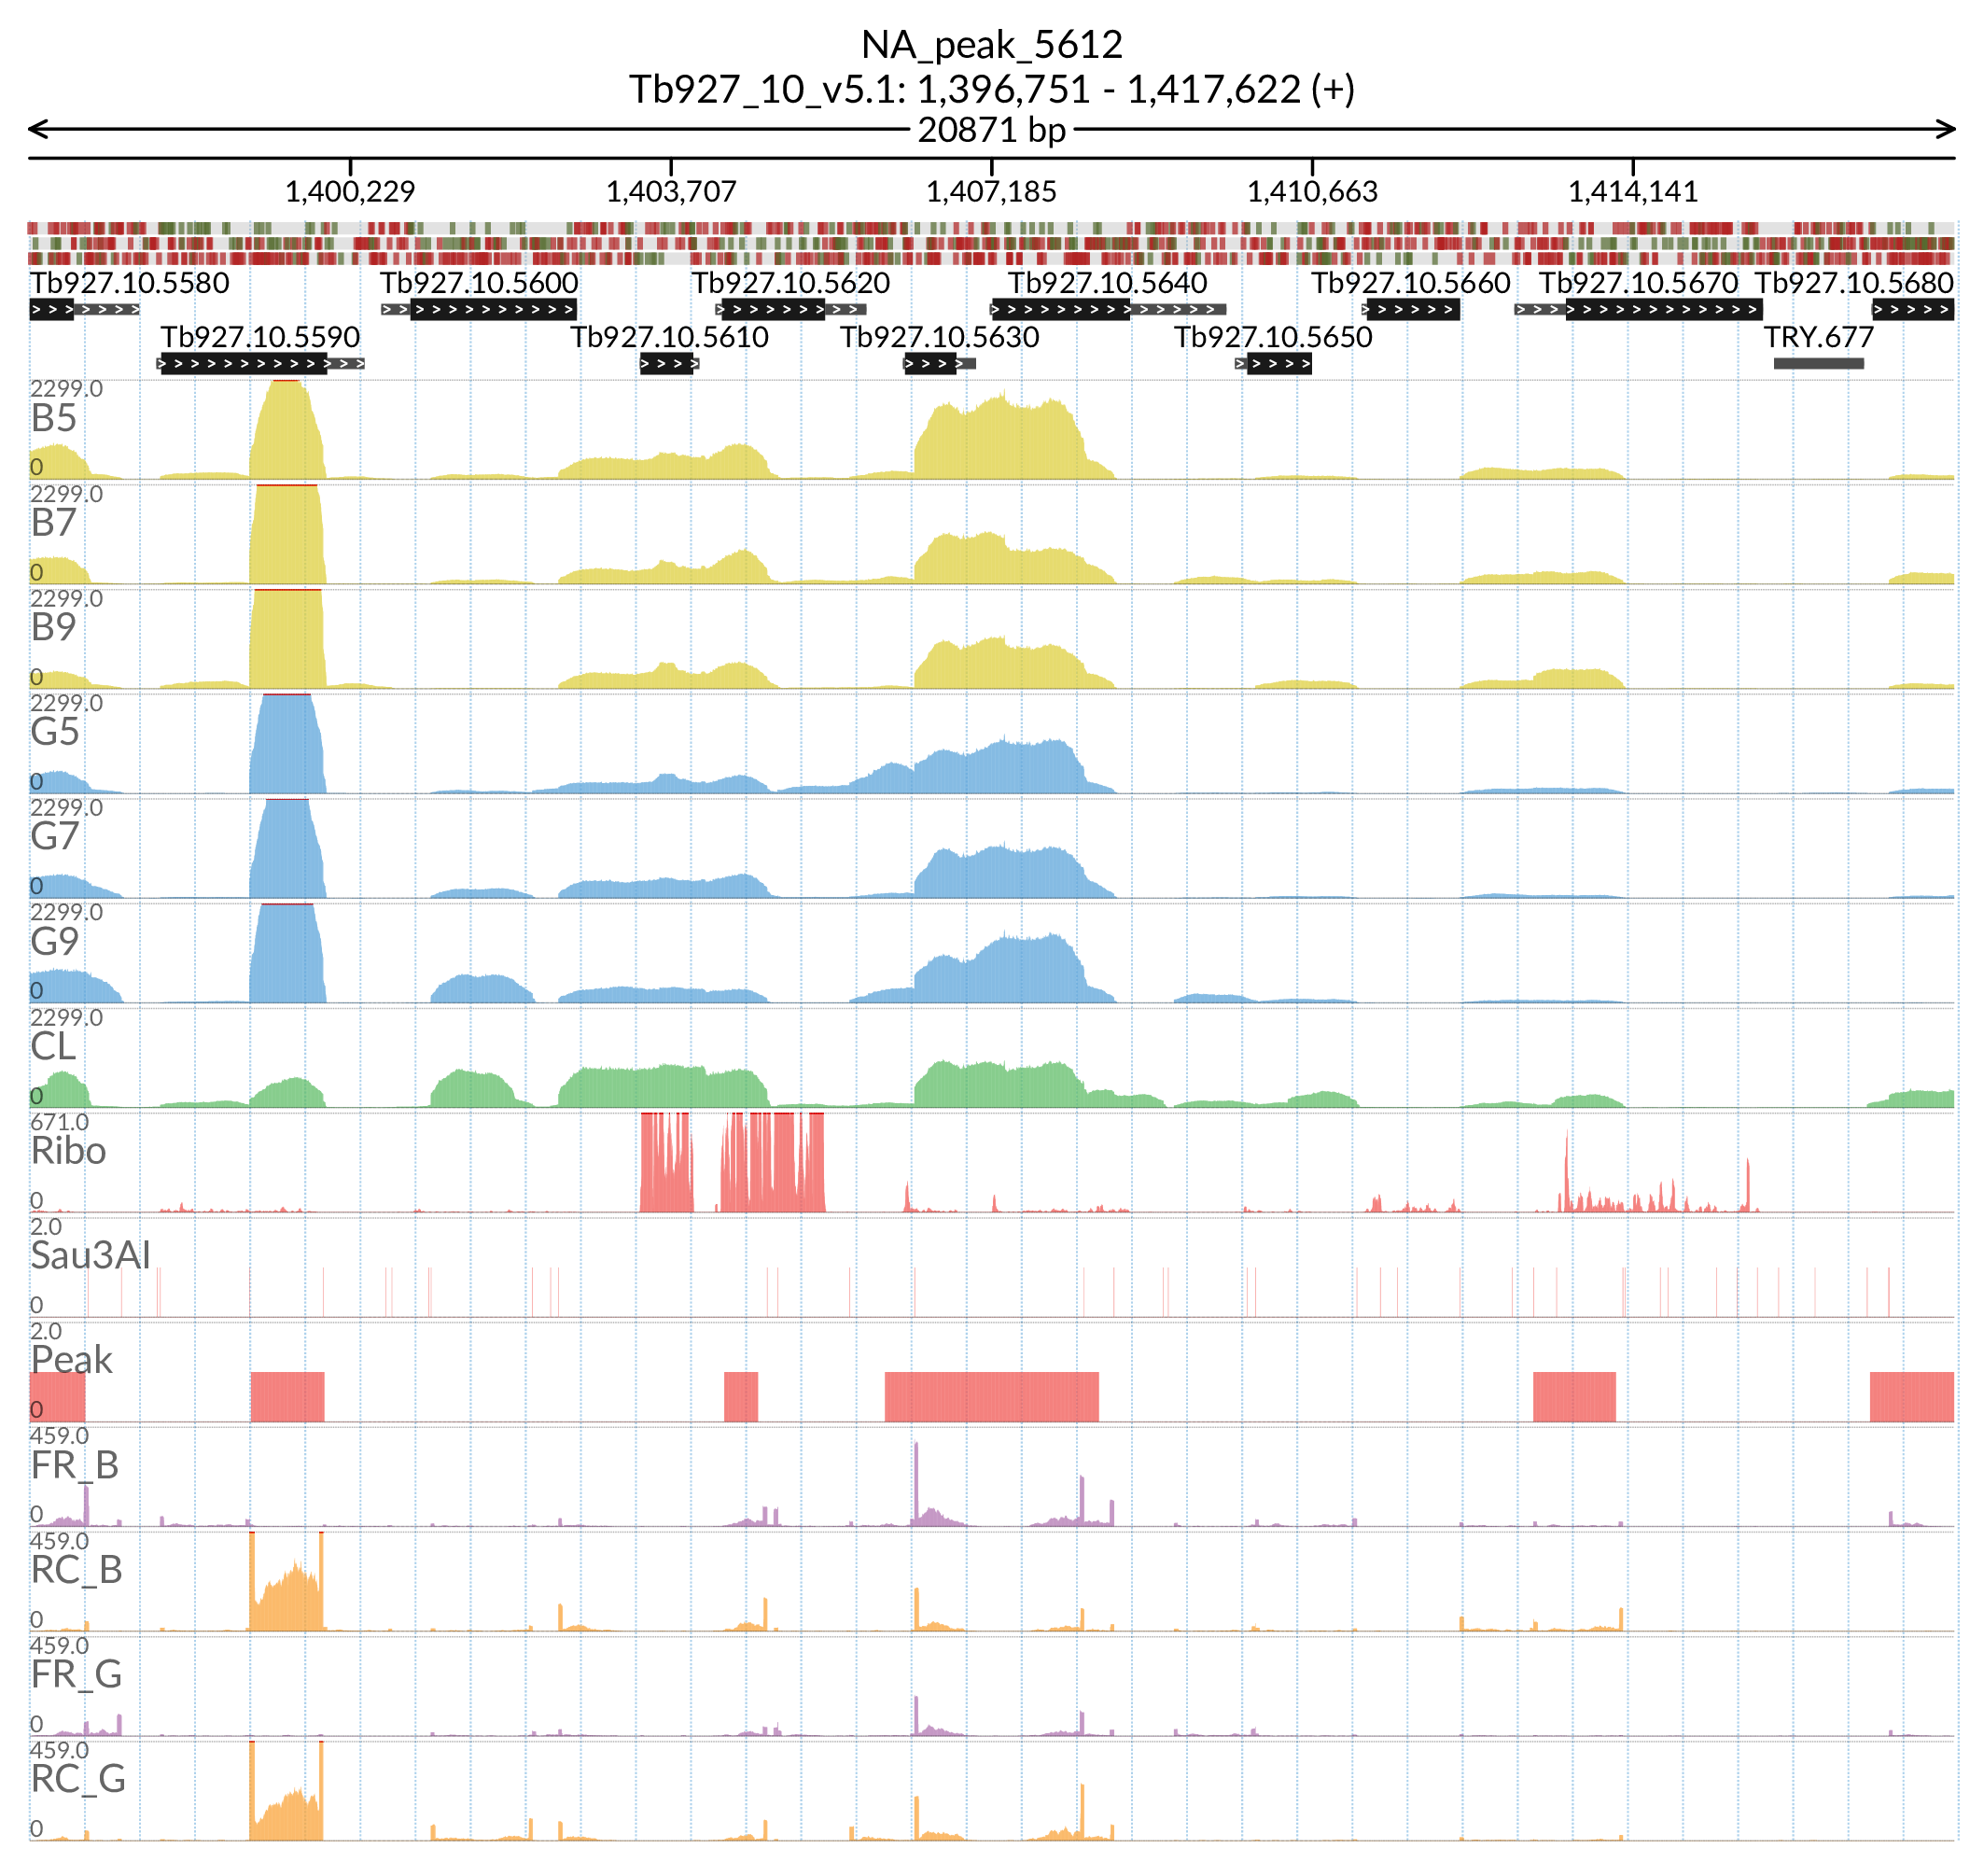 NA_peak_5612
Tb927_10_v5.1: 1,396,751 - 1,417,622 (+)
20871 bp
1,400,229 1,403,707 1,407,185 1,410,663 1,414,141
Tb927.10.5580 Tb927.10.5600 Tb927.10.5620 Tb927.10.5640 Tb927.10.5660 Tb927.10.5670 Tb927.10.5680
Tb927.10.5590 Tb927.10.5610 Tb927.10.5630 Tb927.10.5650 TRY.677
2299.0
B5
0
2299.0
B7
0
2299.0
B9
0
2299.0
G5
0
2299.0
G7
0
2299.0
G9
0
2299.0
CL
0
671.0
Ribo
0
2.0
Sau3AI
0
2.0
Peak
0
459.0
FR_B
0
459.0
RC_B
0
459.0
FR_G
0
459.0
RC_G
0